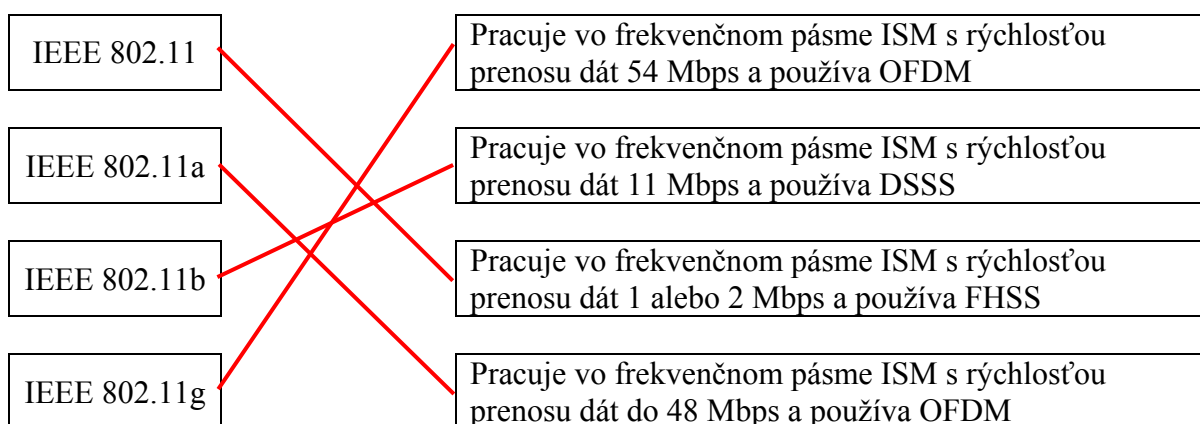 IEEE 802.11
Pracuje vo frekvenčnom pásme ISM s rýchlosťou
prenosu dát 54 Mbps a používa OFDM
IEEE 802.11a
Pracuje vo frekvenčnom pásme ISM s rýchlosťou
prenosu dát 11 Mbps a používa DSSS
IEEE 802.11b
Pracuje vo frekvenčnom pásme ISM s rýchlosťou
prenosu dát 1 alebo 2 Mbps a používa FHSS
IEEE 802.11g
Pracuje vo frekvenčnom pásme ISM s rýchlosťou
prenosu dát do 48 Mbps a používa OFDM